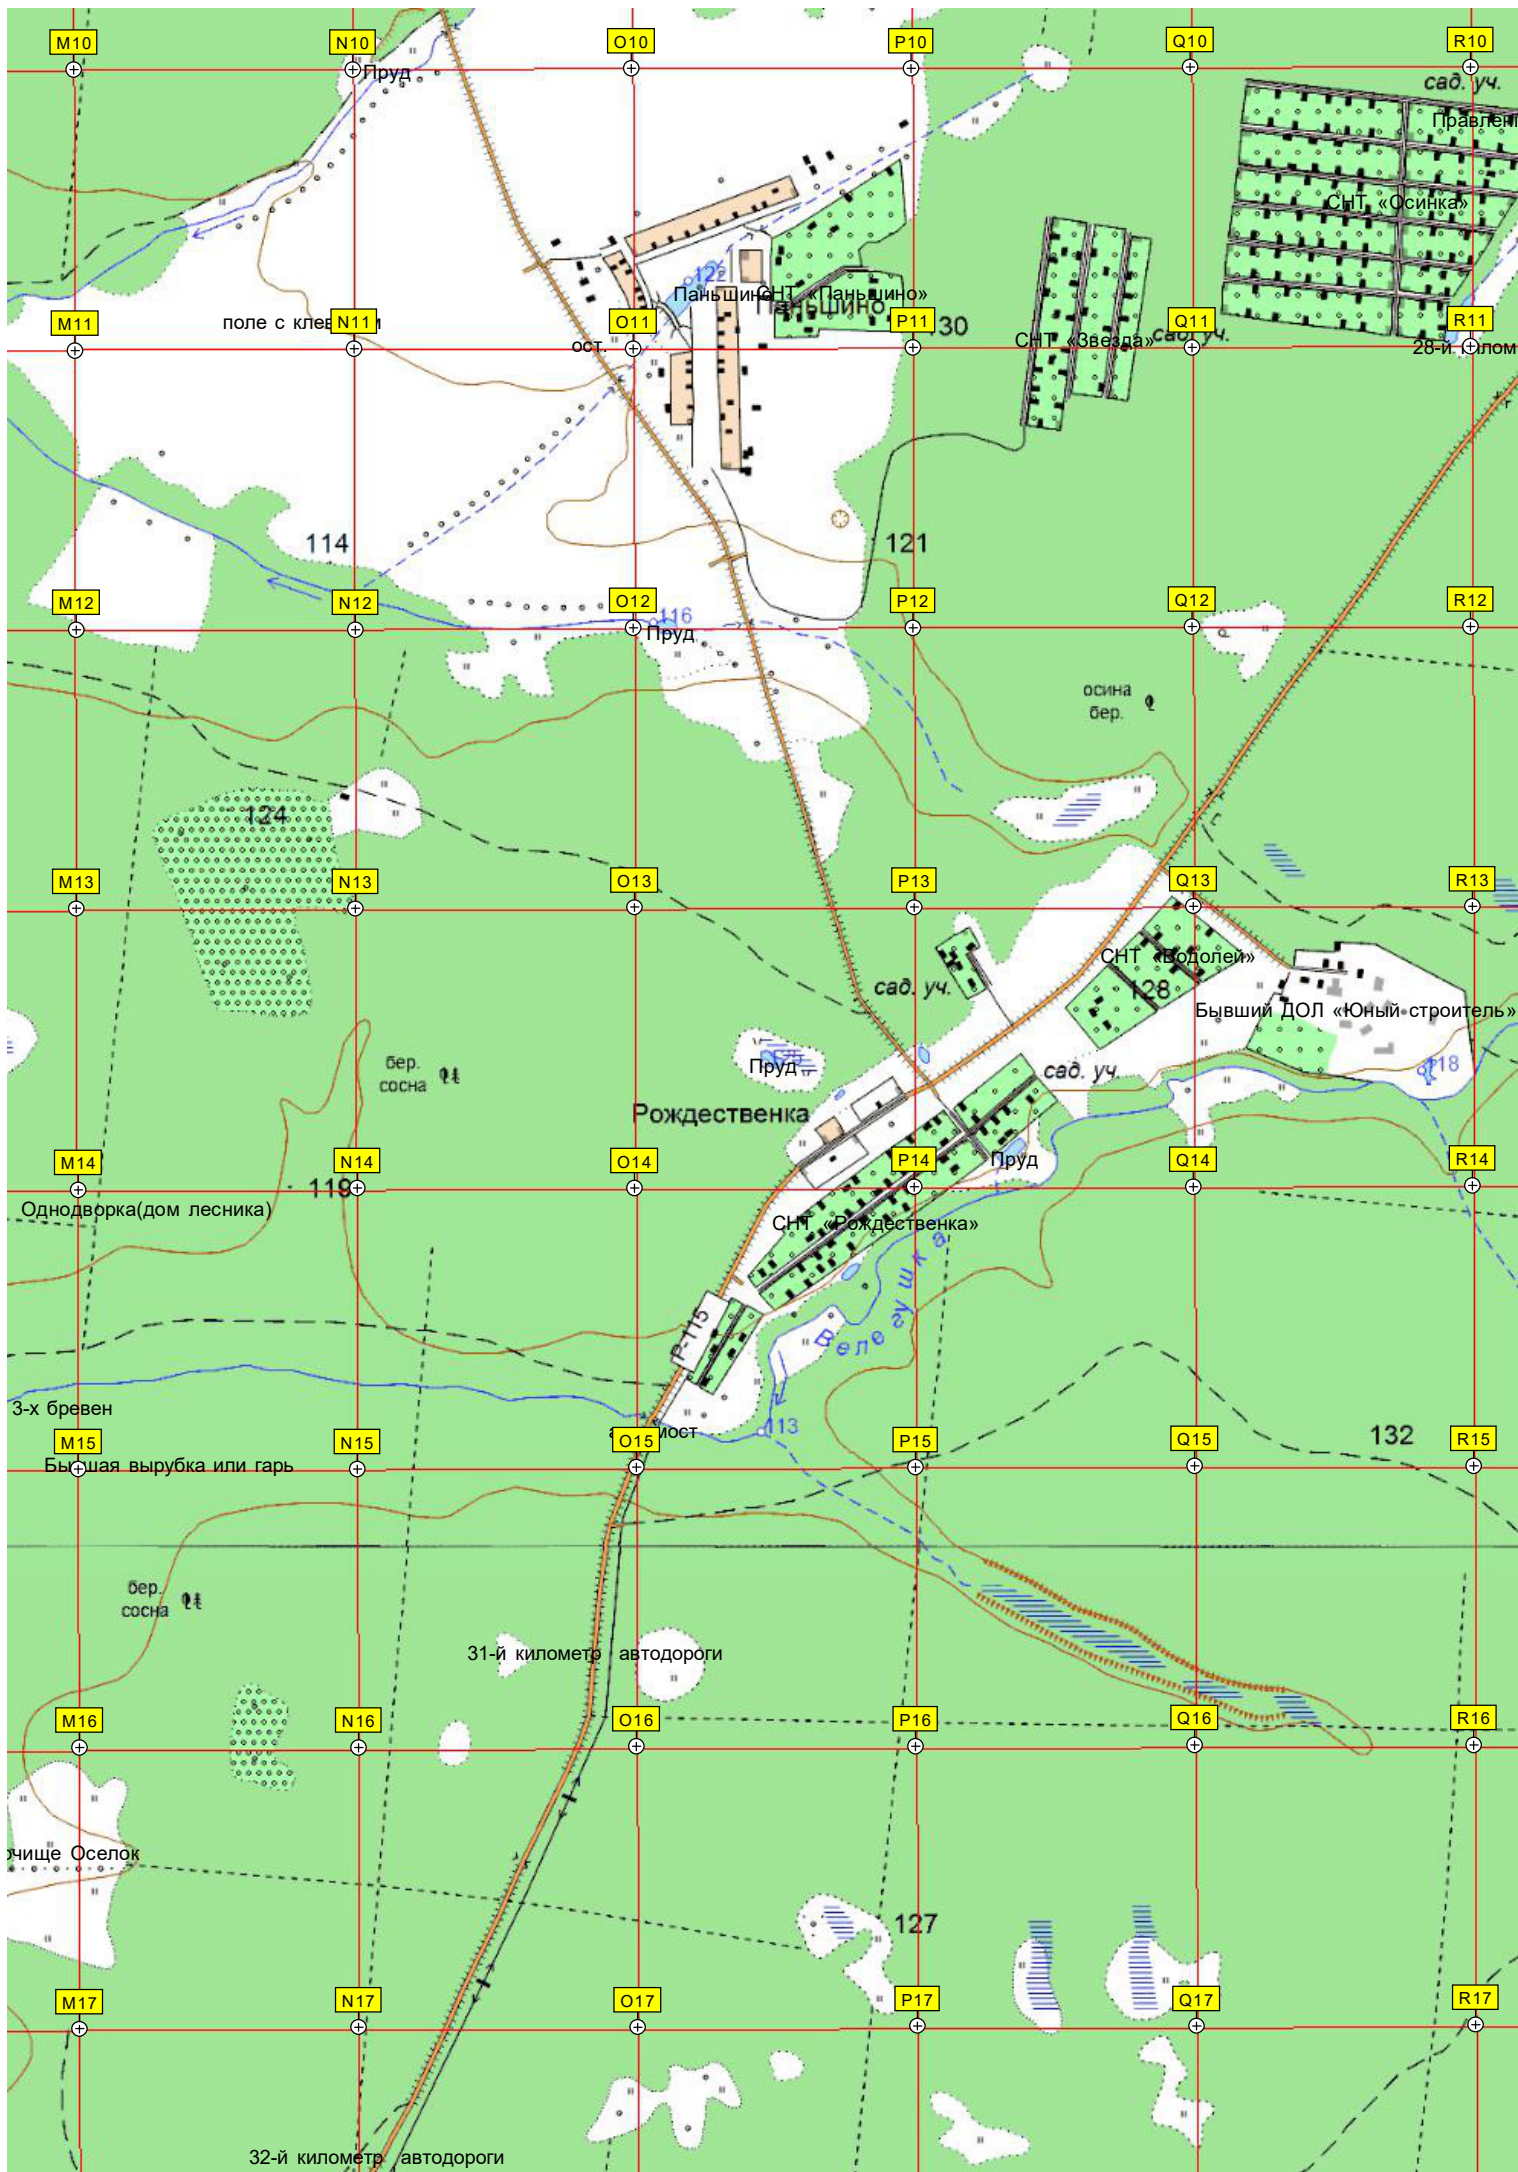 M10
N10
O10
P10
Q10
R10
Пруд
сад. уч.
СНТ «Осинка»
122
Паньшино
СНТ «Паньшино»
Паньшино
M11
поле с
N11
O11
P11
130
Q11
R11
ост.
СНТ «Звезда»
сад. уч.
28-й
114
121
M12
N12
O12
116
P12
Q12
R12
Пруд
осина
бер.
124
M13
N13
O13
P13
Q13
R13
СНТ «Водолей»
сад. уч.
128
Бывший ДОЛ «Юный строитель»
бер.
сосна
Пруд
сад. уч.
118
Рождественка
M14
N14
O14
P14
Пруд
Q14
R14
119
Однодворка(дом лесника)
СНТ «Рождественка»
Велегушка
Р-115
3-х бревен
113
мост
132
M15
N15
O15
P15
Q15
R15
Бывшая вырубка или гарь
бер.
сосна
31-й километр автодороги
M16
N16
O16
P16
Q16
R16
Оселок
127
M17
N17
O17
P17
Q17
R17
32-й километр автодороги